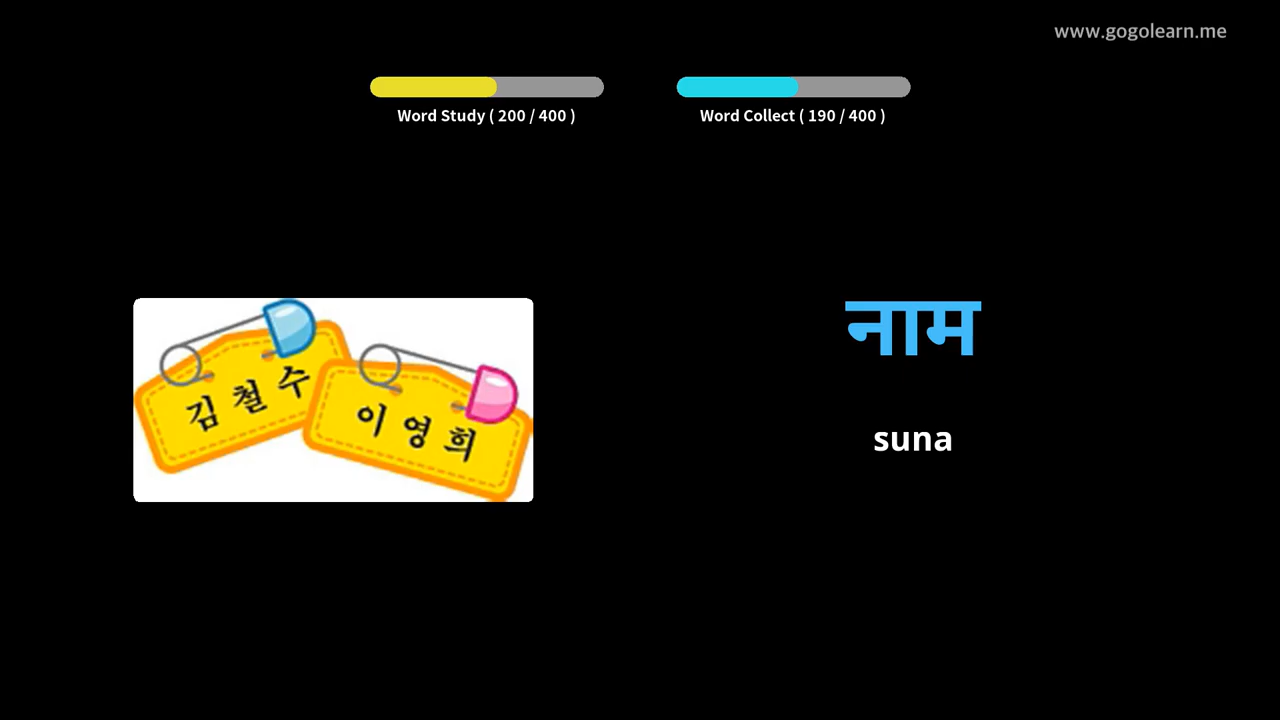 www.gogolearn.me
Word Study ( 200 / 400 )
Word Collect ( 190 / 400 )
김철수
이영희
नाम
suna